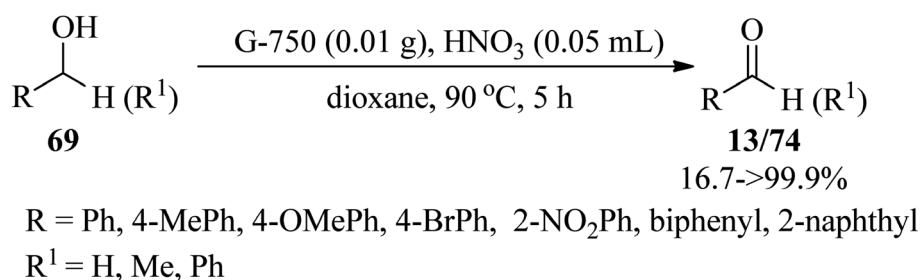 OH
R H (R¹)
69
G-750 (0.01 g), HNO₃ (0.05 mL)
dioxane, 90 °C, 5 h
O
R H (R¹)
13/74
16.7->99.9%
R = Ph, 4-MePh, 4-OMePh, 4-BrPh, 2-NO₂Ph, biphenyl, 2-naphthyl
R¹ = H, Me, Ph